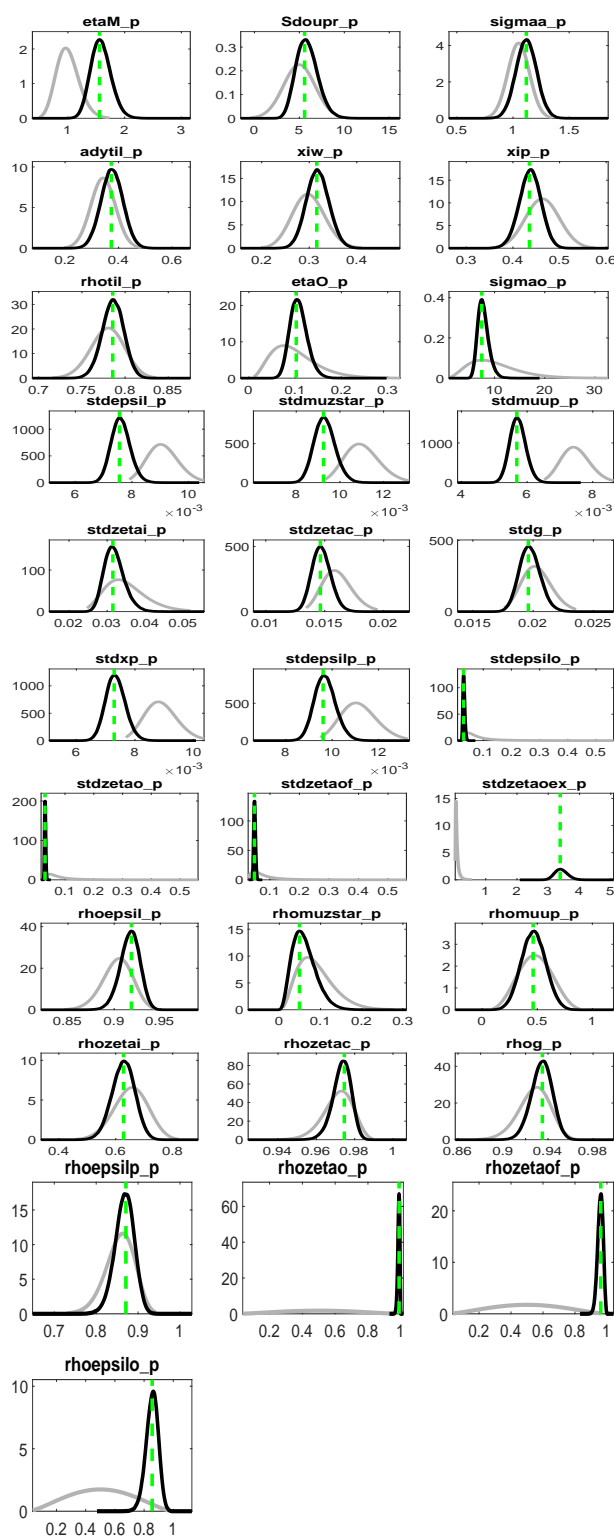 etaM_p Sdoupr_p sigmaa_p
2 1 0
0.3 0.2 0.1 0
4 2 0
1 2 3
0 5 10 15
0.5 1 1.5
adytil_p xiw_p xip_p
10 5 0
15 10 5 0
15 10 5 0
0.2 0.4 0.6
0.2 0.3 0.4
0.3 0.4 0.5 0.6
rhotil_p etaO_p sigmao_p
30 20 10 0
20 10 0
0.4 0.2 0
0.7 0.75 0.8 0.85
0 0.1 0.2 0.3
10 20 30
stdepsil_p stdmuzstar_p stdmuup_p
1000 500 0
500 0
1000 0
6 8 10
8 10 12
4 6 8
×10-3 ×10-3 ×10-3
stdzetai_p stdzetac_p stdg_p
100 0
500 0
500 0
0.02 0.03 0.04 0.05
0.01 0.015 0.02
0.015 0.02 0.025
stdxp_p stdepsilp_p stdepsilo_p
1000 500 0
500 0
100 50 0
6 8 10
8 10 12
0.1 0.2 0.3 0.4 0.5
×10-3 ×10-3
stdzetao_p stdzetaof_p stdzetaoex_p
200 100 0
100 50 0
15 10 5 0
0.1 0.2 0.3 0.4 0.5
0.1 0.2 0.3 0.4 0.5
1 2 3 4 5
rhoepsil_p rhomuzstar_p rhomuup_p
40 20 0
15 10 5 0
3 2 1 0
0.85 0.9 0.95
0 0.1 0.2 0.3
0 0.5 1
rhozetai_p rhozetac_p rhog_p
10 5 0
80 60 40 20 0
40 20 0
0.4 0.6 0.8
0.94 0.96 0.98 1
0.86 0.9 0.94 0.98
rhoepsilp_p rhozetao_p rhozetaof_p
15 10 5 0
60 40 20 0
20 10 0
0.7 0.8 0.9 1
0.2 0.4 0.6 0.8 1
0.2 0.4 0.6 0.8 1
rhoepsilo_p
10 5 0
0.2 0.4 0.6 0.8 1